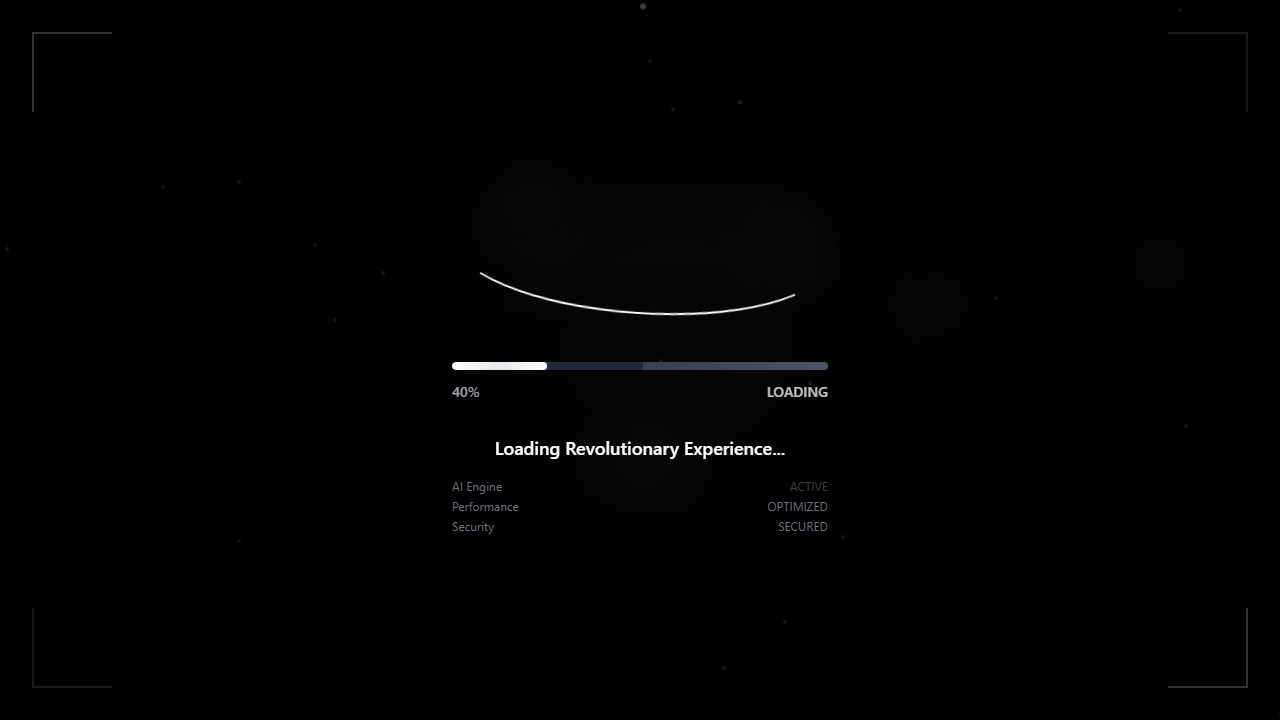 40%
LOADING
Loading Revolutionary Experience...
AI Engine
ACTIVE
Performance
OPTIMIZED
Security
SECURED